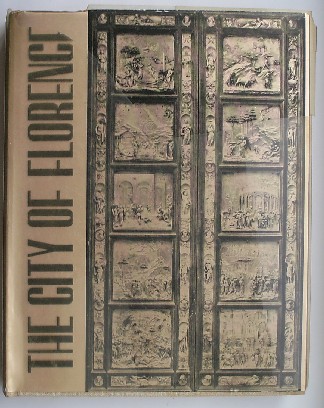 THE CITY OF FLORENCE